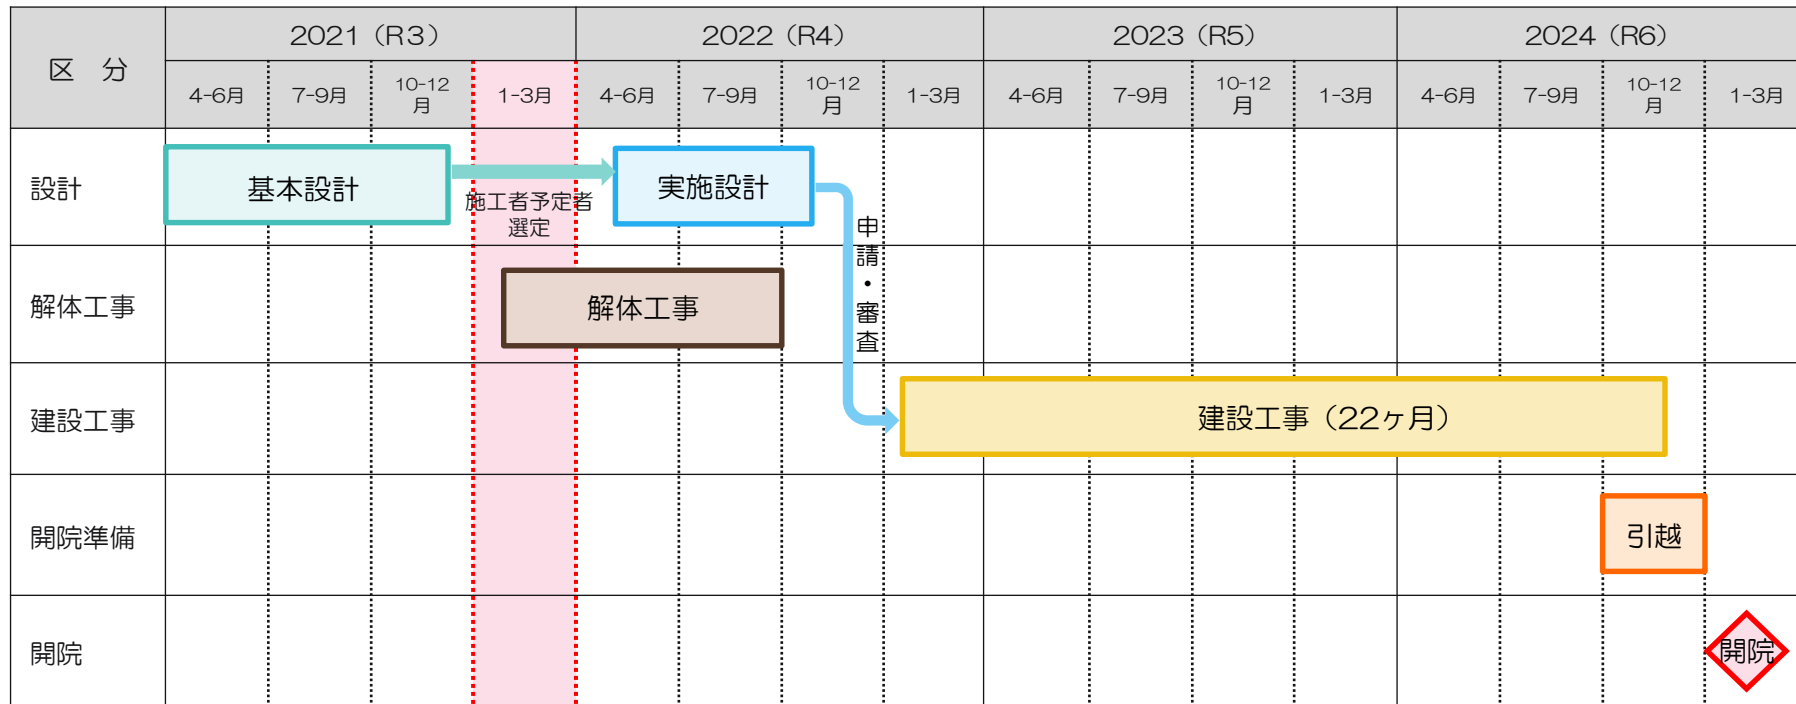 区　分
2021（R3）
2022（R4）
2023（R5）
2024（R6）
4-6月
7-9月
10-12
月
1-3月
4-6月
7-9月
10-12
月
1-3月
4-6月
7-9月
10-12
月
1-3月
4-6月
7-9月
10-12
月
1-3月
設計
基本設計
施工者予定者
選定
実施設計
申請・審査
解体工事
解体工事
建設工事
建設工事（22ヶ月）
開院準備
引越
開院
開院